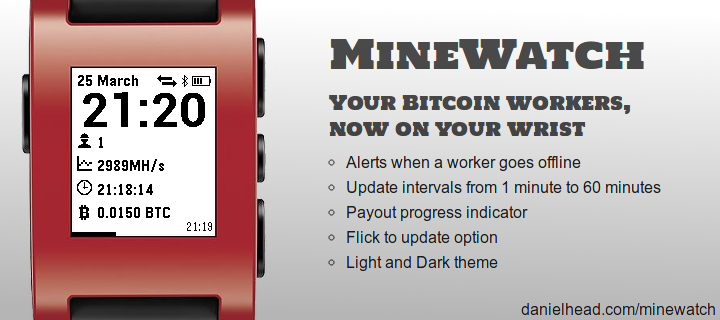 25 March
21:20
1
2989MH/s
21:18:14
0.0150 BTC
21:19
MineWatch
Your Bitcoin workers,
now on your wrist
Alerts when a worker goes offline
Update intervals from 1 minute to 60 minutes
Payout progress indicator
Flick to update option
Light and Dark theme
danielhead.com/minewatch